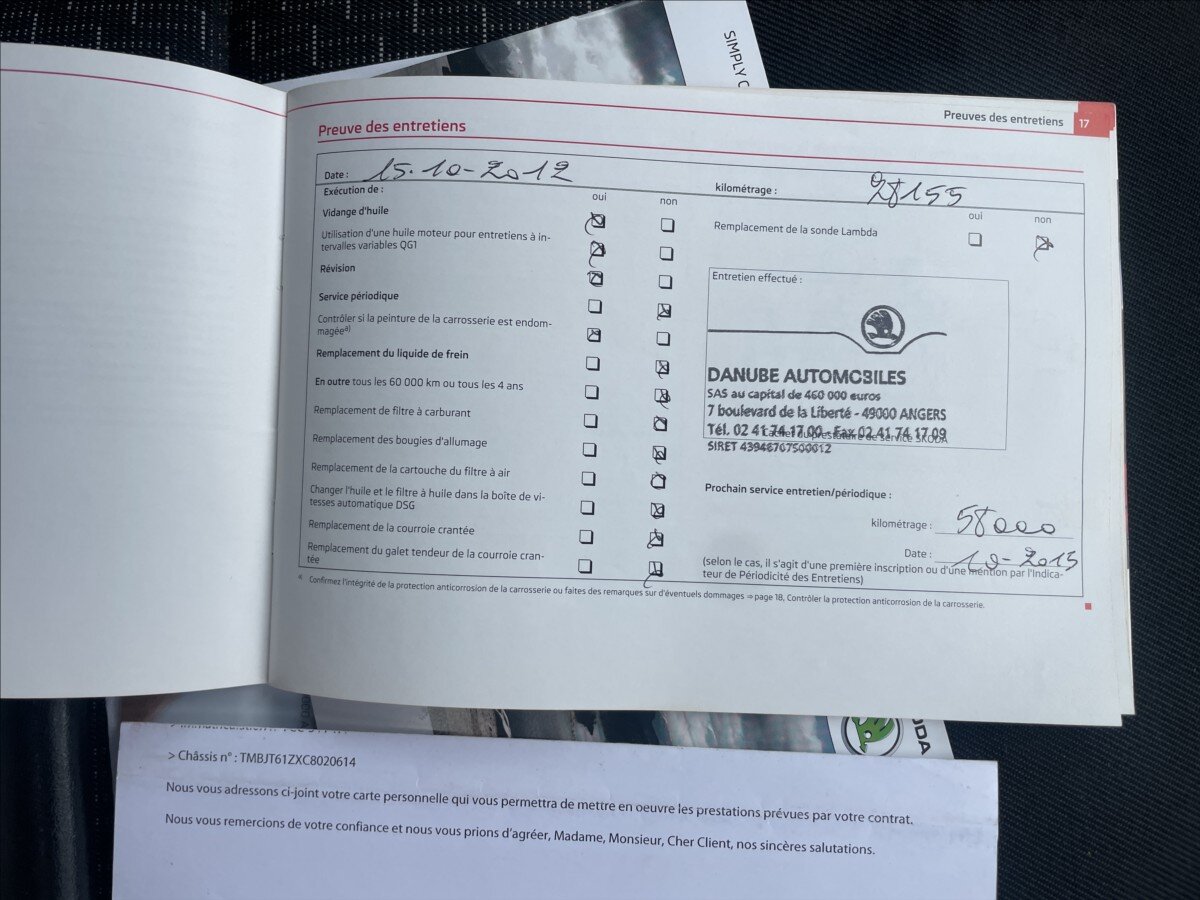 SIMPLY C
Preuves des entretiens 17
Preuve des entretiens
Date : 15.10-2012
kilométrage : 28155
Exécution de :
oui non
Vidange d'huile
Utilisation d'une huile moteur pour entretiens à in-
tervalles variables QG1
Révision
Service périodique
Contrôler si la peinture de la carrosserie est endom-
magée a)
Remplacement du liquide de frein
En outre tous les 60 000 km ou tous les 4 ans
Remplacement de filtre à carburant
Remplacement des bougies d'allumage
Remplacement de la cartouche du filtre à air
Changer l'huile et le filtre à huile dans la boîte de vi-
tesses automatique DSG
Remplacement de la courroie crantée
Remplacement du galet tendeur de la courroie cran-
tée
oui non
Remplacement de la sonde Lambda
Entretien effectué :
DANUBE AUTOMOBILES
SAS au capital de 460 000 euros
7 boulevard de la Liberté - 49000 ANGERS
Tél. 02 41 74 17 00 - Fax 02 41 74 17 09
Cachet du prestataire de service ŠKODA
SIRET 43948767500012
Prochain service entretien/périodique :
kilométrage : 58000
Date : 10-2013
(selon le cas, il s'agit d'une première inscription ou d'une mention par l'Indica-
teur de Périodicité des Entretiens)
a) Confirmez l'intégrité de la protection anticorrosion de la carrosserie ou faites des remarques sur d'éventuels dommages ⇒ page 18, Contrôler la protection anticorrosion de la carrosserie.
ODA
> Châssis n° : TMBJT61ZXC8020614
Nous vous adressons ci-joint votre carte personnelle qui vous permettra de mettre en oeuvre les prestations prévues par votre contrat.
Nous vous remercions de votre confiance et nous vous prions d'agréer, Madame, Monsieur, Cher Client, nos sincères salutations.